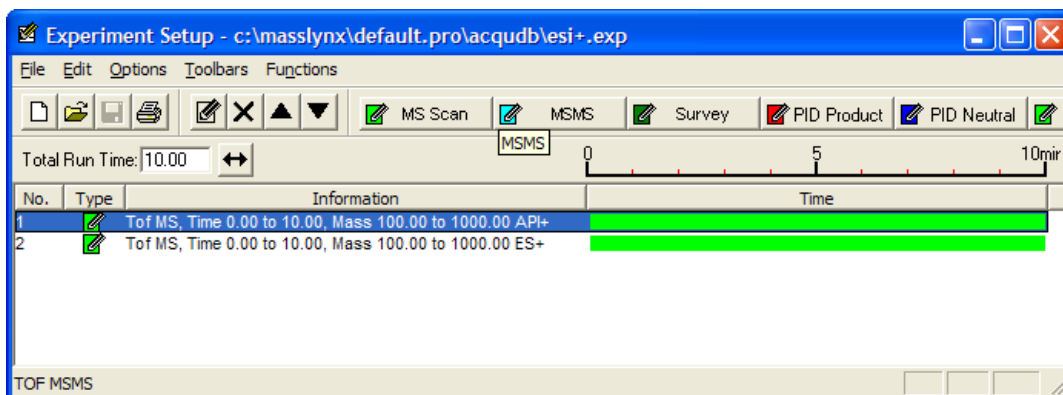 Experiment Setup - c:\masslynx\default.pro\acqudb\esi+.exp
File Edit Options Toolbars Functions
MS Scan MSMS Survey PID Product PID Neutral
MSMS
Total Run Time: 10.00 0 5 10min
No. Type Information Time
1 Tof MS, Time 0.00 to 10.00, Mass 100.00 to 1000.00 API+
2 Tof MS, Time 0.00 to 10.00, Mass 100.00 to 1000.00 ES+
TOF MSMS